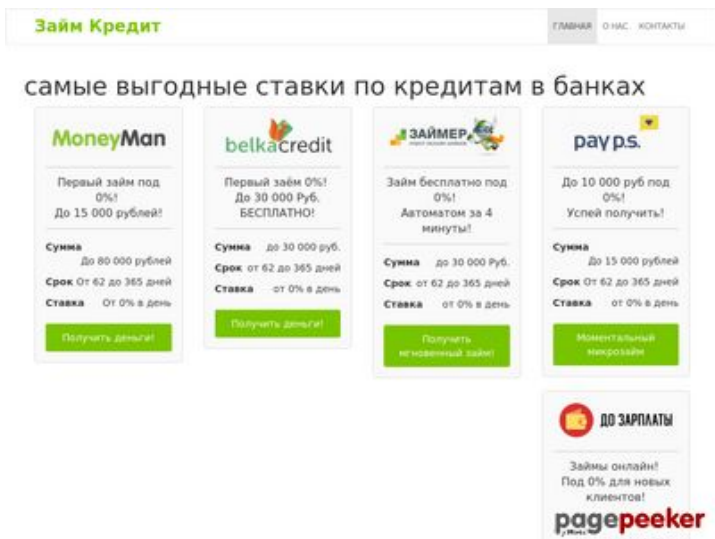 Займ Кредит
ГЛАВНАЯ О НАС КОНТАКТЫ
самые выгодные ставки по кредитам в банках
MoneyMan
Первый займ под
0%!
До 15 000 рублей!
Сумма
До 80 000 рублей
Срок От 62 до 365 дней
Ставка От 0% в день
Получить деньги!
belkacredit
Первый заём 0%!
До 30 000 Руб.
БЕСПЛАТНО!
Сумма до 30 000 руб.
Срок от 62 до 365 дней
Ставка от 0% в день
Получить деньги!
ЗАЙМЕР
Займ бесплатно под
0%!
Автоматом за 4
минуты!
Сумма до 30 000 Руб.
Срок от 62 до 365 дней
Ставка от 0% в день
Получить
мгновенный займ!
pay p.s.
До 10 000 руб под
0%!
Успей получить!
Сумма
До 15 000 рублей
Срок От 62 до 365 дней
Ставка от 0% в день
Моментальный
микрозайм
ДО ЗАРПЛАТЫ
Займы онлайн!
Под 0% для новых
клиентов!
pagepeeker